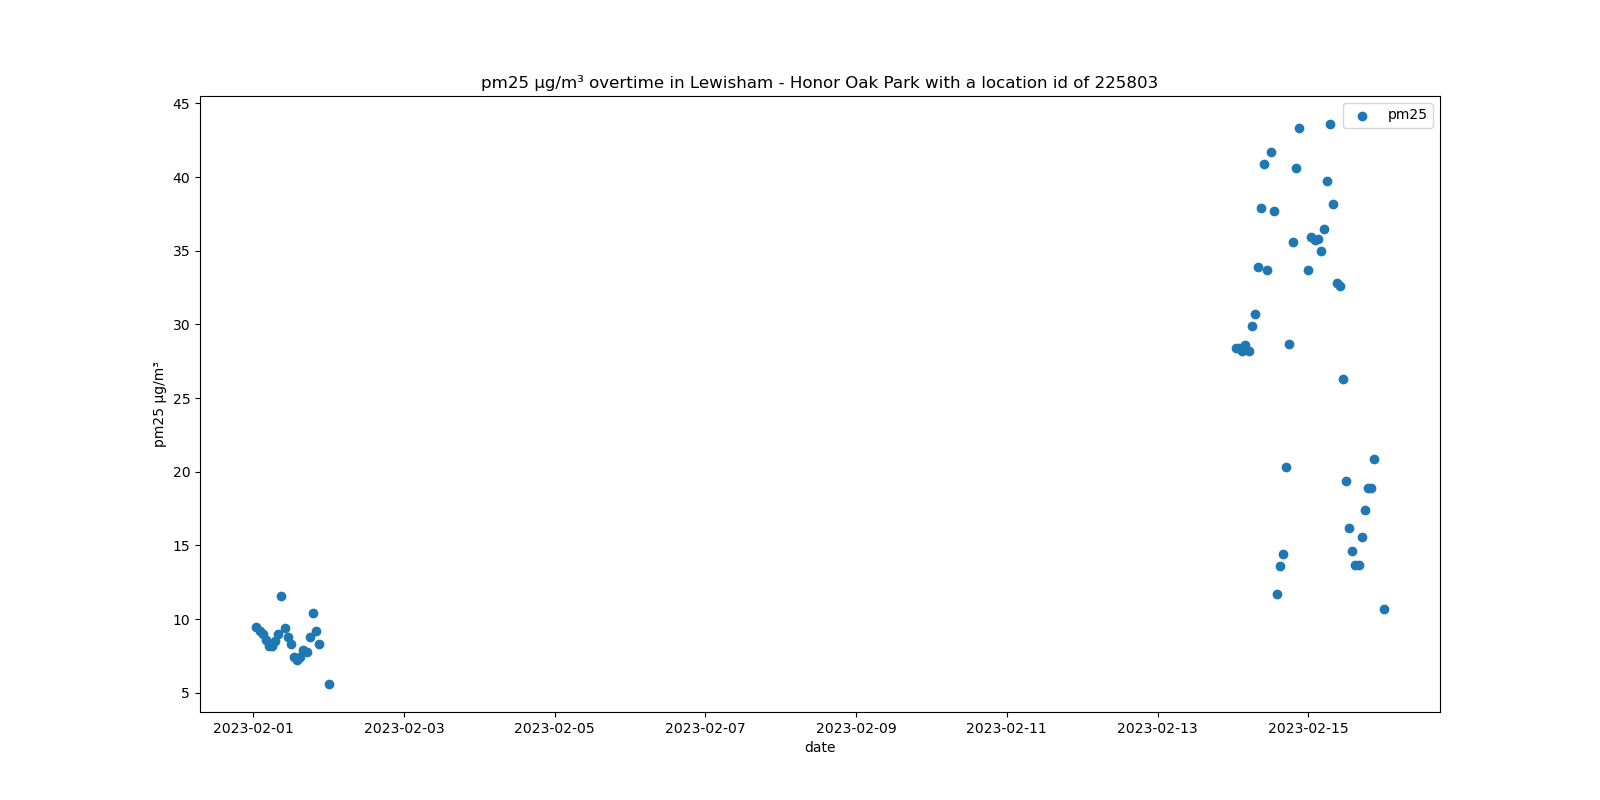 pm25 μg/m³ overtime in Lewisham - Honor Oak Park with a location id of 225803
pm25
45
40
35
30
25
20
15
10
5
pm25 μg/m³
2023-02-01 2023-02-03 2023-02-05 2023-02-07 2023-02-09 2023-02-11 2023-02-13 2023-02-15
date